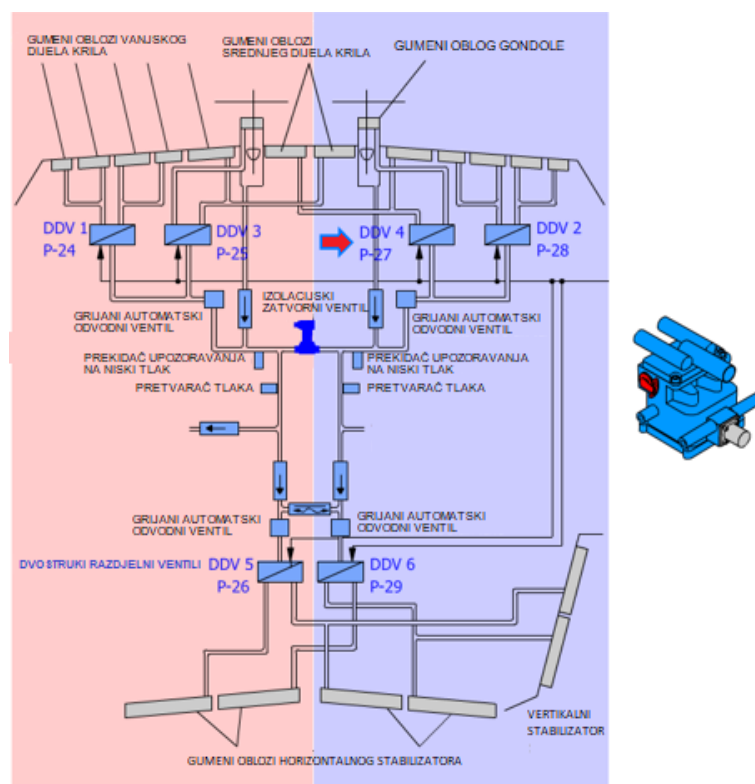 GUMENI OBLOZI VANJSKOG
DIJELA KRILA
GUMENI OBLOZI
SREDNJEG DIJELA KRILA
GUMENI OBLOG GONDOLE
DDV 1
P-24
DDV 3
P-25
DDV 4
P-27
DDV 2
P-28
GRIJANI AUTOMATSKI
ODVODNI VENTIL
IZOLACIJSKI
ZATVORNI VENTIL
GRIJANI AUTOMATSKI
ODVODNI VENTIL
PREKIDAČ UPOZORAVANJA
NA NISKI TLAK
PREKIDAČ UPOZORAVANJA
NA NISKI TLAK
PRETVARAČ TLAKA
PRETVARAČ TLAKA
GRIJANI AUTOMATSKI
ODVODNI VENTIL
GRIJANI AUTOMATSKI
ODVODNI VENTIL
DVOSTRUKI RAZDJELNI VENTILI
DDV 5
P-26
DDV 6
P-29
VERTIKALNI
STABILIZATOR
GUMENI OBLOZI HORIZONTALNOG STABILIZATORA